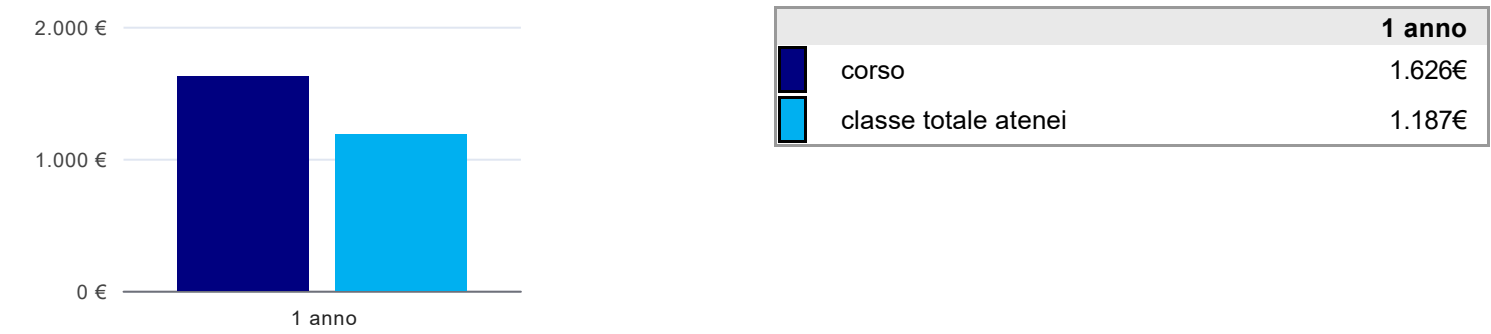 2.000 €
1.000 €
0 €
1 anno
1 anno
corso 1.626€
classe totale atenei 1.187€